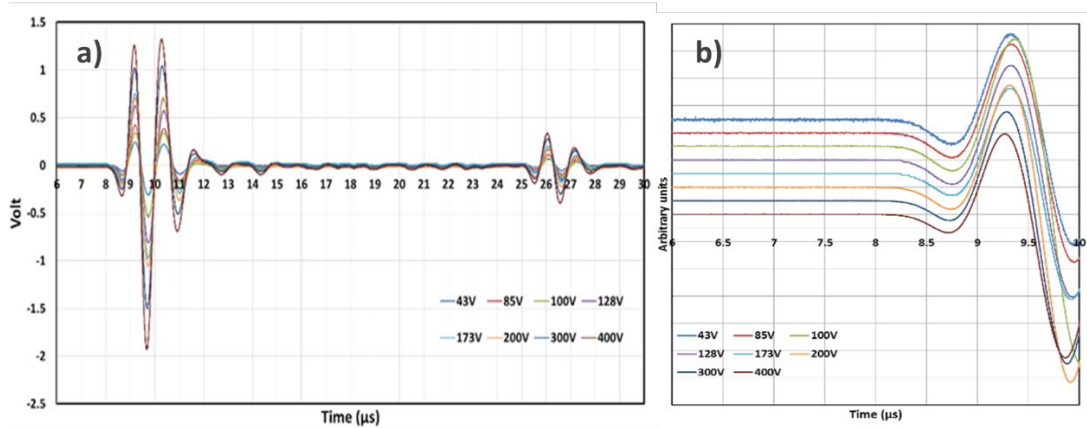 a)
1.5
1
0.5
0
-0.5
-1
-1.5
-2
-2.5
Volt
6 7 8 9 10 11 12 13 14 15 16 17 18 19 20 21 22 23 24 25 26 27 28 29 30
43V 85V 100V 128V
173V 200V 300V 400V
Time (µs)
b)
Arbitrary units
6 6.5 7 7.5 8 8.5 9 9.5 10
43V 85V 100V
128V 173V 200V
300V 400V
Time (µs)